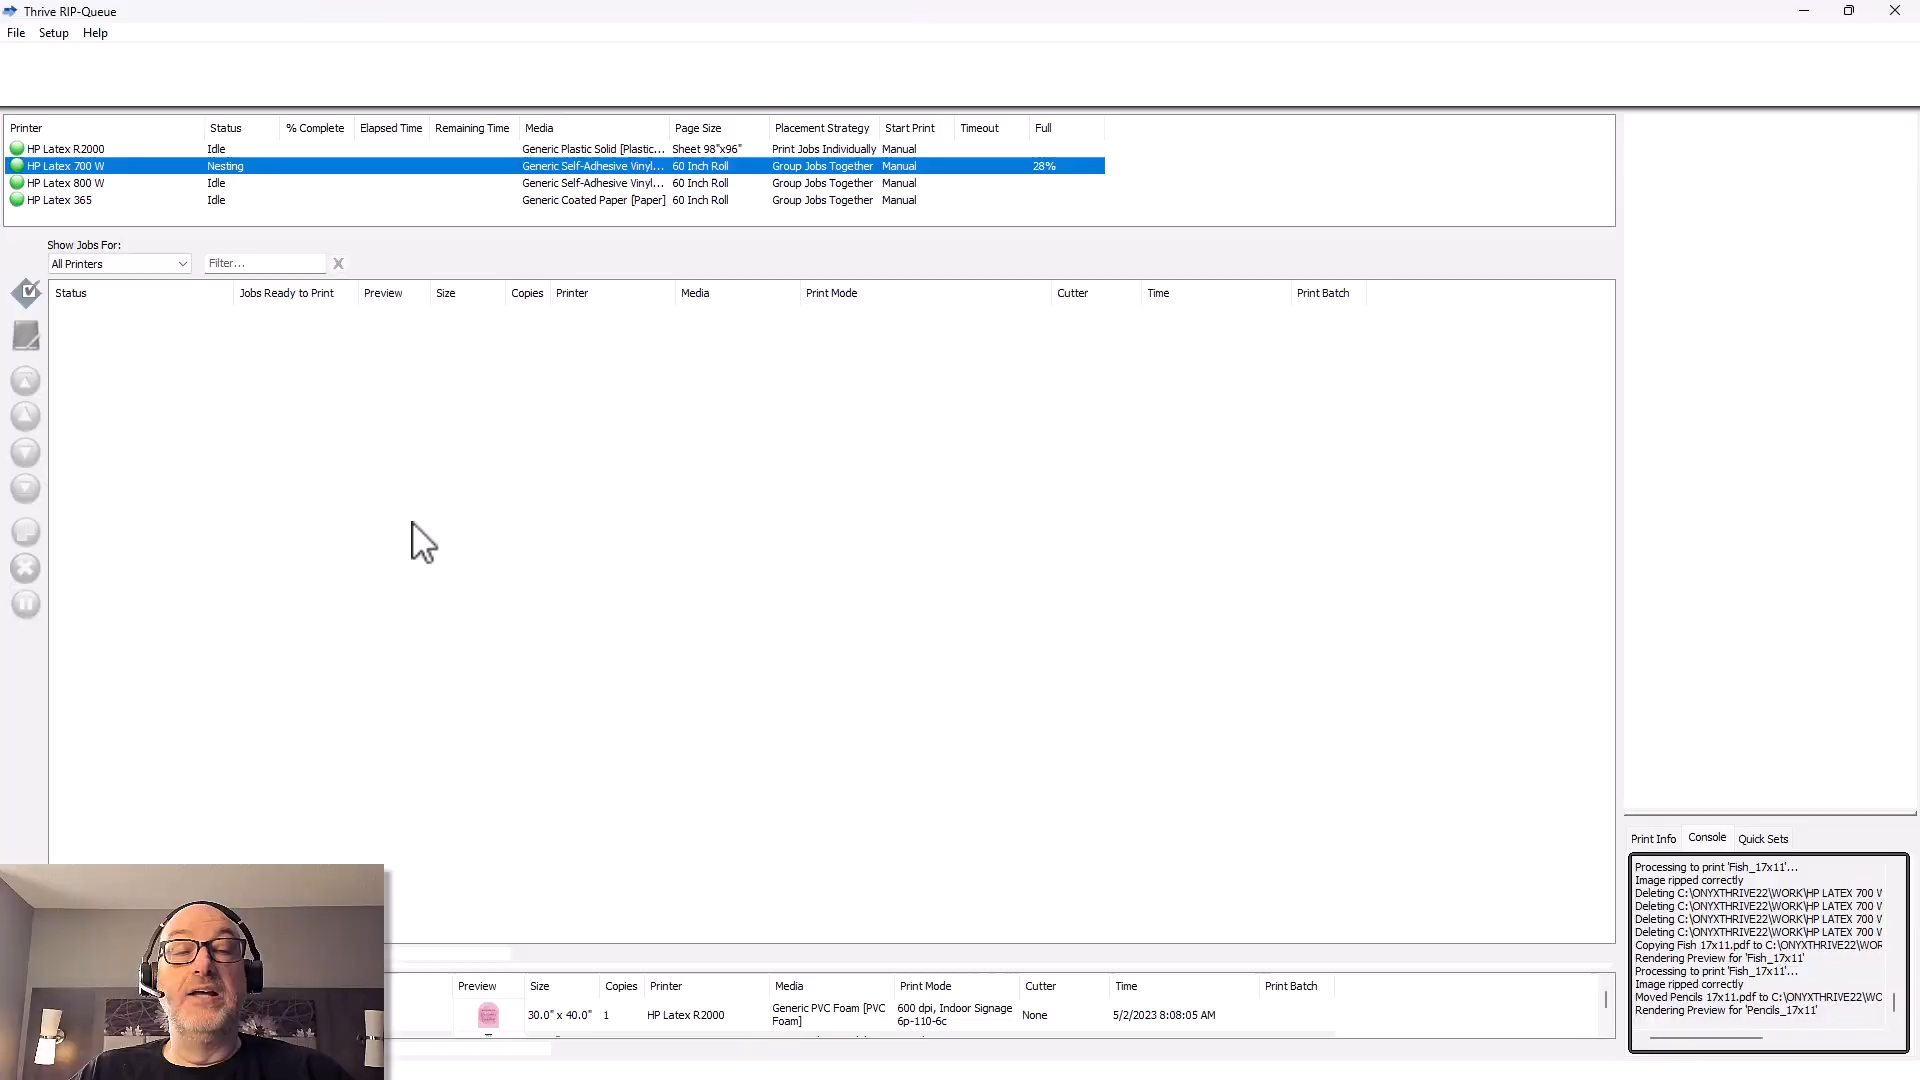 Thrive RIP-Queue
File Setup Help
Printer Status % Complete Elapsed Time Remaining Time Media Page Size Placement Strategy Start Print Timeout Full
HP Latex R2000 Idle Generic Plastic Solid [Plastic... Sheet 98"x96" Print Jobs Individually Manual
HP Latex 700 W Nesting Generic Self-Adhesive Vinyl... 60 Inch Roll Group Jobs Together Manual 28%
HP Latex 800 W Idle Generic Self-Adhesive Vinyl... 60 Inch Roll Group Jobs Together Manual
HP Latex 365 Idle Generic Coated Paper [Paper] 60 Inch Roll Group Jobs Together Manual
Show Jobs For:
All Printers Filter... X
Status Jobs Ready to Print Preview Size Copies Printer Media Print Mode Cutter Time Print Batch
Print Info Console Quick Sets
Processing to print 'Fish_17x11'...
Image ripped correctly
Deleting C:\ONYXTHRIVE22\WORK\HP LATEX 700 W
Deleting C:\ONYXTHRIVE22\WORK\HP LATEX 700 W
Deleting C:\ONYXTHRIVE22\WORK\HP LATEX 700 W
Deleting C:\ONYXTHRIVE22\WORK\HP LATEX 700 W
Copying Fish 17x11.pdf to C:\ONYXTHRIVE22\WOR
Rendering Preview for 'Fish_17x11'
Processing to print 'Fish_17x11'...
Image ripped correctly
Moved Pencils 17x11.pdf to C:\ONYXTHRIVE22\WC
Rendering Preview for 'Pencils_17x11'
Preview Size Copies Printer Media Print Mode Cutter Time Print Batch
30.0" x 40.0" 1 HP Latex R2000 Generic PVC Foam [PVC Foam] 600 dpi, Indoor Signage 6p-110-6c None 5/2/2023 8:08:05 AM